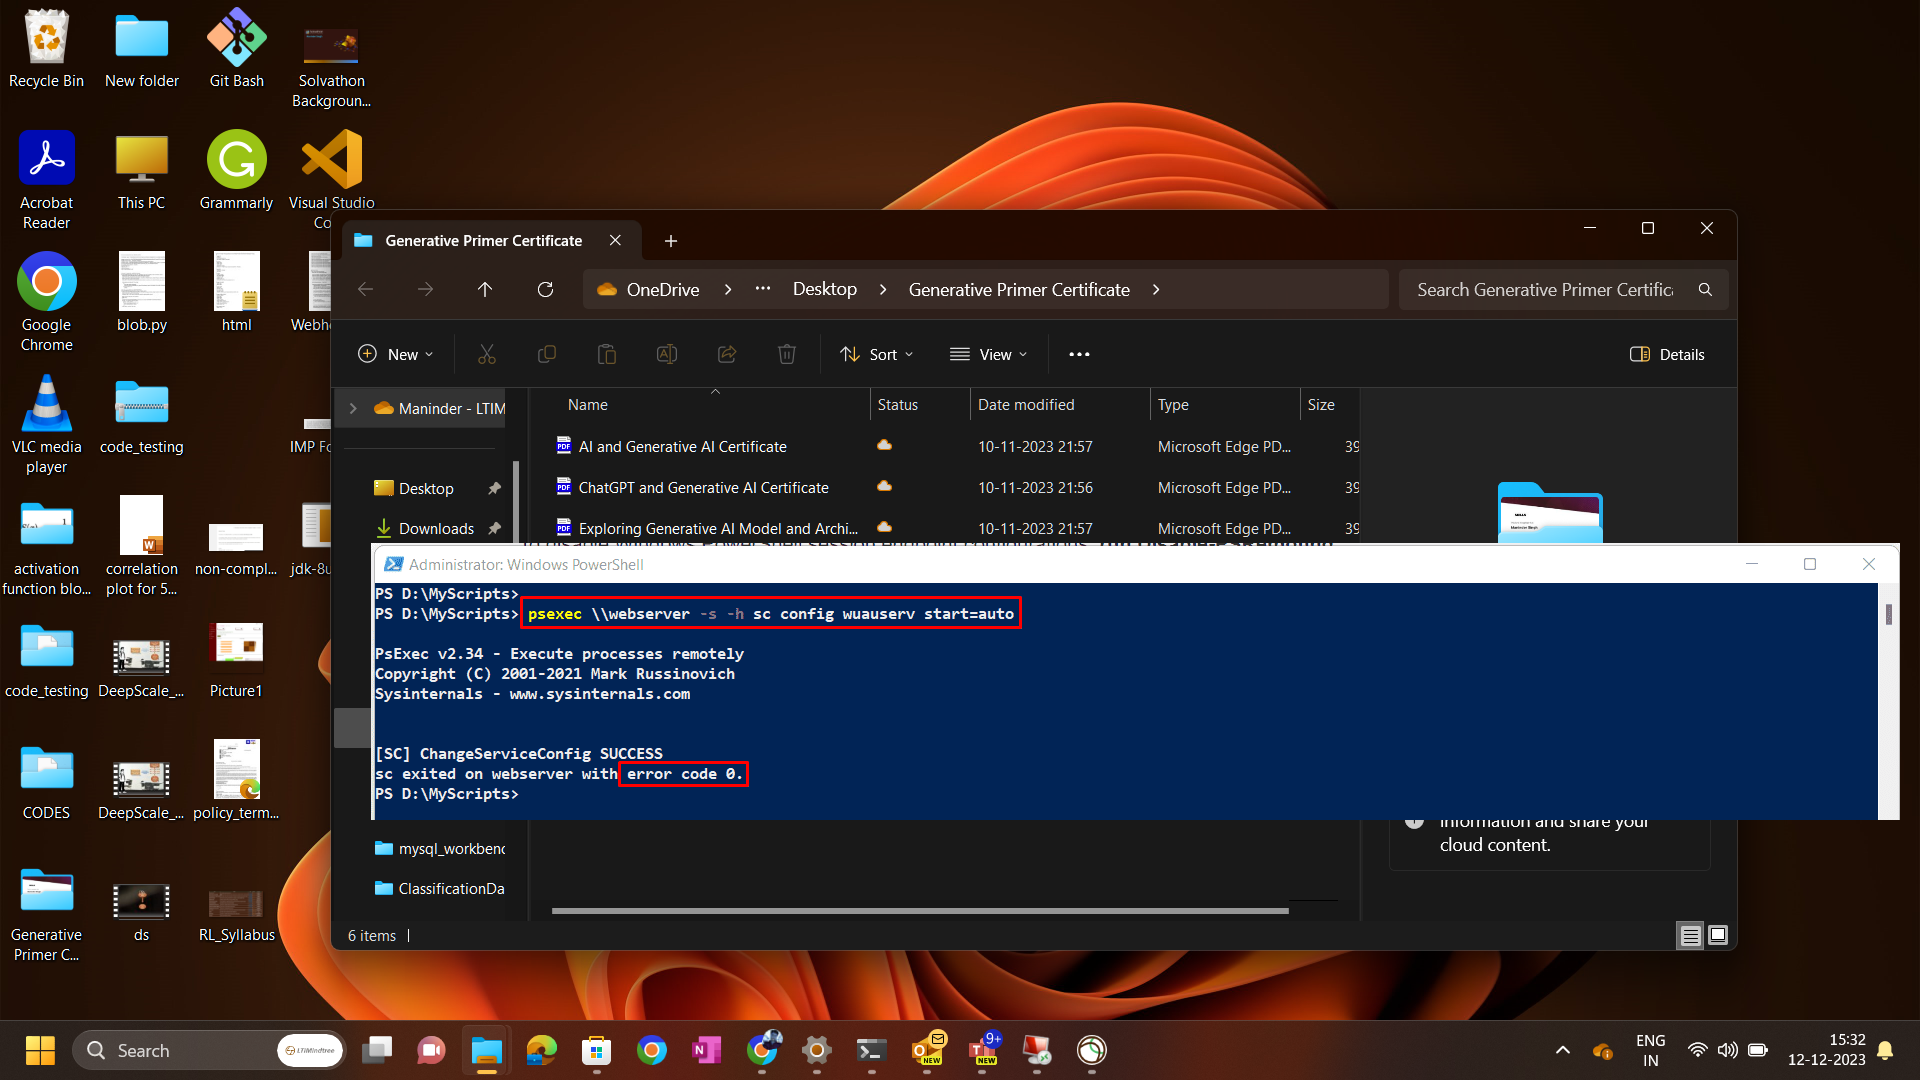 Recycle Bin
New folder
Git Bash
Solvathon
Backgroun...
Acrobat
Reader
This PC
Grammarly
Visual Studio
Co
Google
Chrome
blob.py
html
Webh
VLC media
player
code_testing
IMP Fo
activation
function blo...
correlation
plot for 5...
non-compl...
jdk-8u
code_testing
DeepScale_...
Picture1
CODES
DeepScale_...
policy_term...
Generative
Primer C...
ds
RL_Syllabus
Generative Primer Certificate
OneDrive
Desktop
Generative Primer Certificate
Search Generative Primer Certific
New
Sort
View
Details
Maninder - LTIM
Name
Status
Date modified
Type
Size
AI and Generative AI Certificate
10-11-2023 21:57
Microsoft Edge PD...
39
ChatGPT and Generative AI Certificate
10-11-2023 21:56
Microsoft Edge PD...
39
Exploring Generative AI Model and Archi...
10-11-2023 21:57
Microsoft Edge PD...
39
PDF
PDF
PDF
Desktop
Downloads
Administrator: Windows PowerShell
PS D:\MyScripts>
PS D:\MyScripts> psexec \\webserver -s -h sc config wuauserv start=auto
PsExec v2.34 - Execute processes remotely
Copyright (C) 2001-2021 Mark Russinovich
Sysinternals - www.sysinternals.com
[SC] ChangeServiceConfig SUCCESS
sc exited on webserver with error code 0.
PS D:\MyScripts>
information and share your
cloud content.
mysql_workbenc
ClassificationDa
6 items
Search
LTIMindtree
NEW
9+
NEW
ENG
IN
15:32
12-12-2023